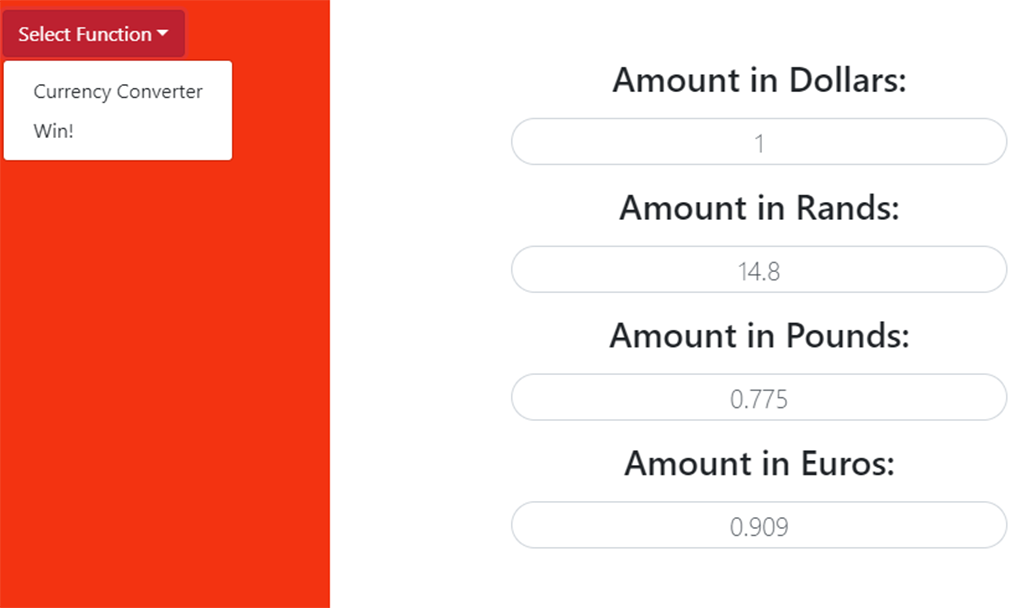 Select Function
Currency Converter
Win!
Amount in Dollars:
1
Amount in Rands:
14.8
Amount in Pounds:
0.775
Amount in Euros:
0.909